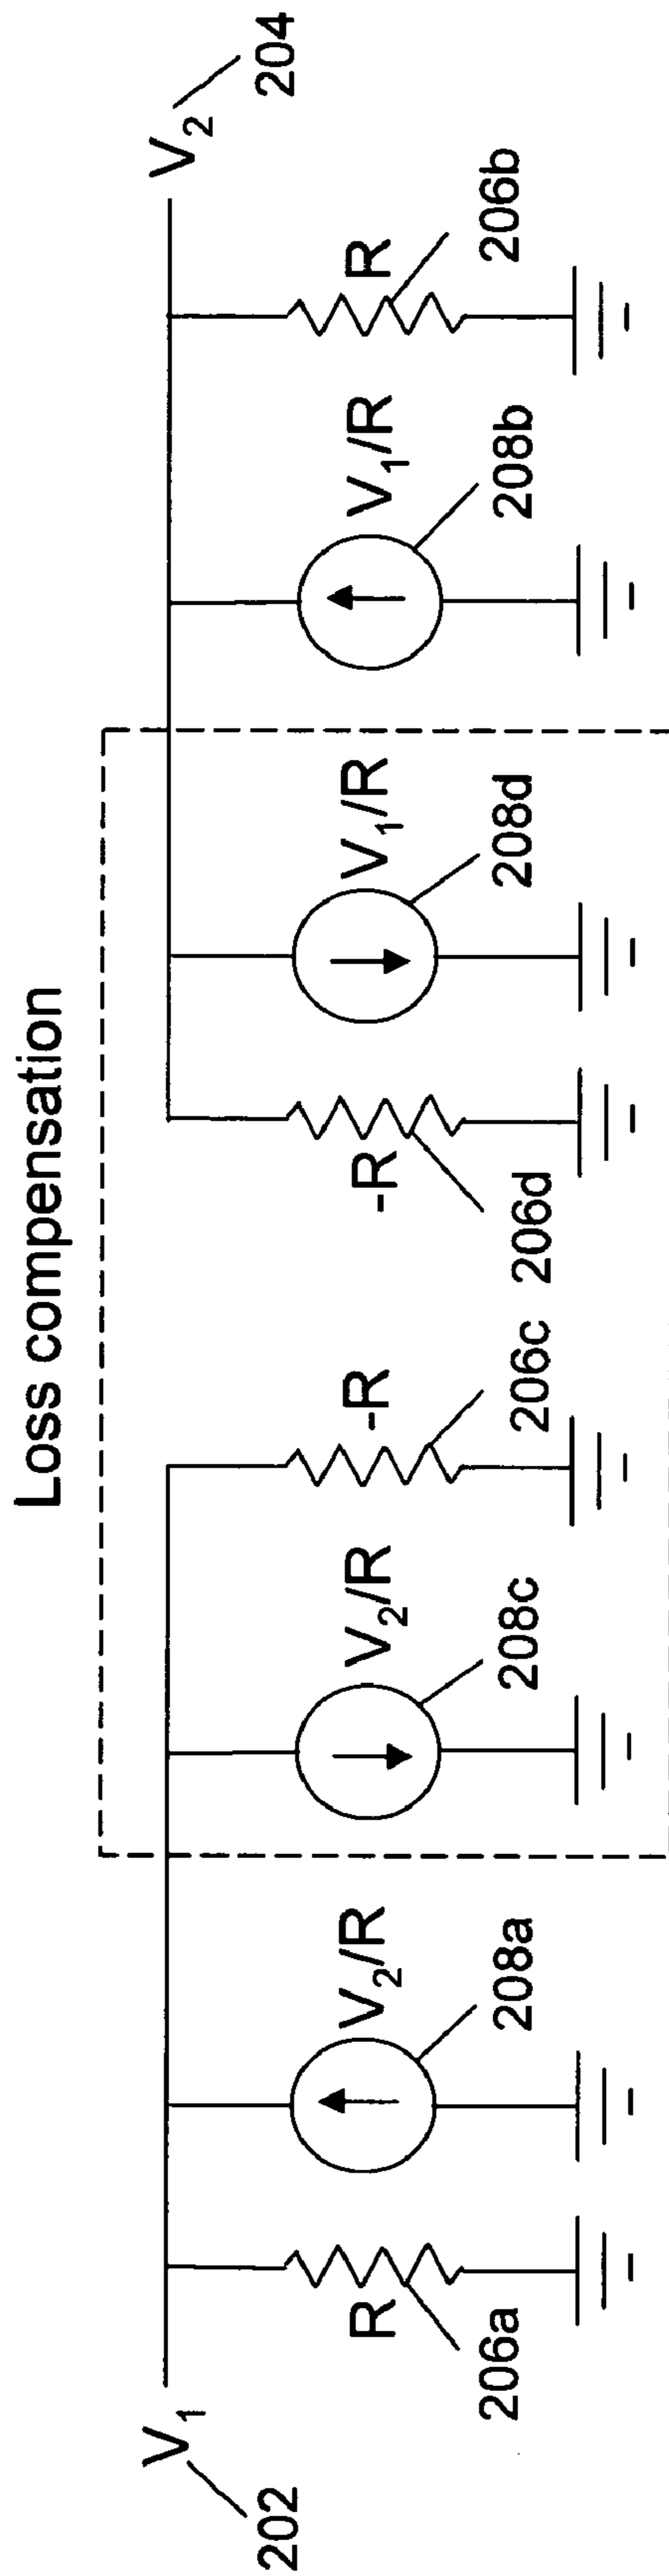 Loss compensation
V₁
202
R
206a
V₂/R
208a
V₂/R
208c
-R
206c
-R
206d
V₁/R
208d
V₁/R
208b
R
206b
V₂
204